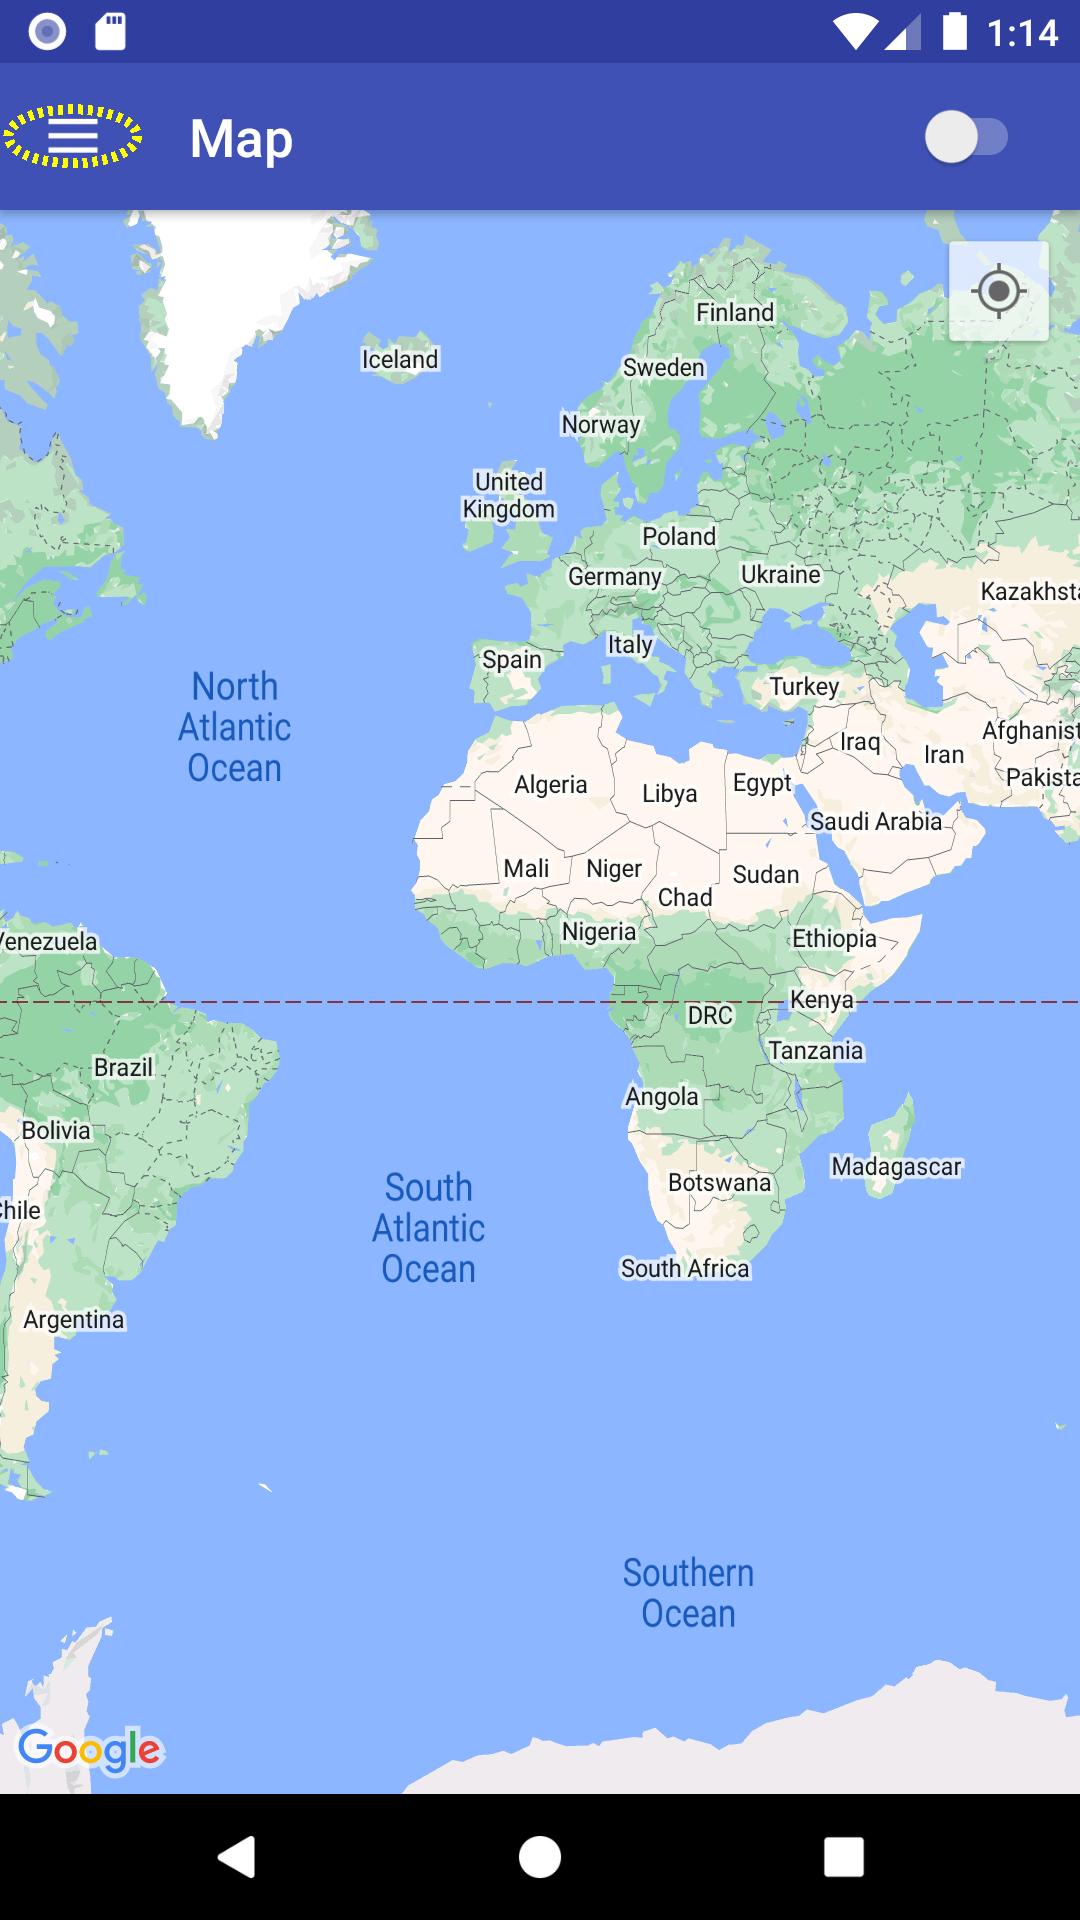 1:14
Map
Finland
Iceland
Sweden
Norway
United
Kingdom
Poland
Germany
Ukraine
Kazakhsta
Italy
Spain
North
Atlantic
Ocean
Turkey
Afghanist
Iraq
Iran
Pakista
Algeria
Libya
Egypt
Saudi Arabia
Mali
Niger
Sudan
Chad
Nigeria
Ethiopia
Venezuela
Kenya
DRC
Tanzania
Brazil
Angola
Bolivia
Madagascar
Botswana
South
Atlantic
Ocean
Chile
South Africa
Argentina
Southern
Ocean
Google